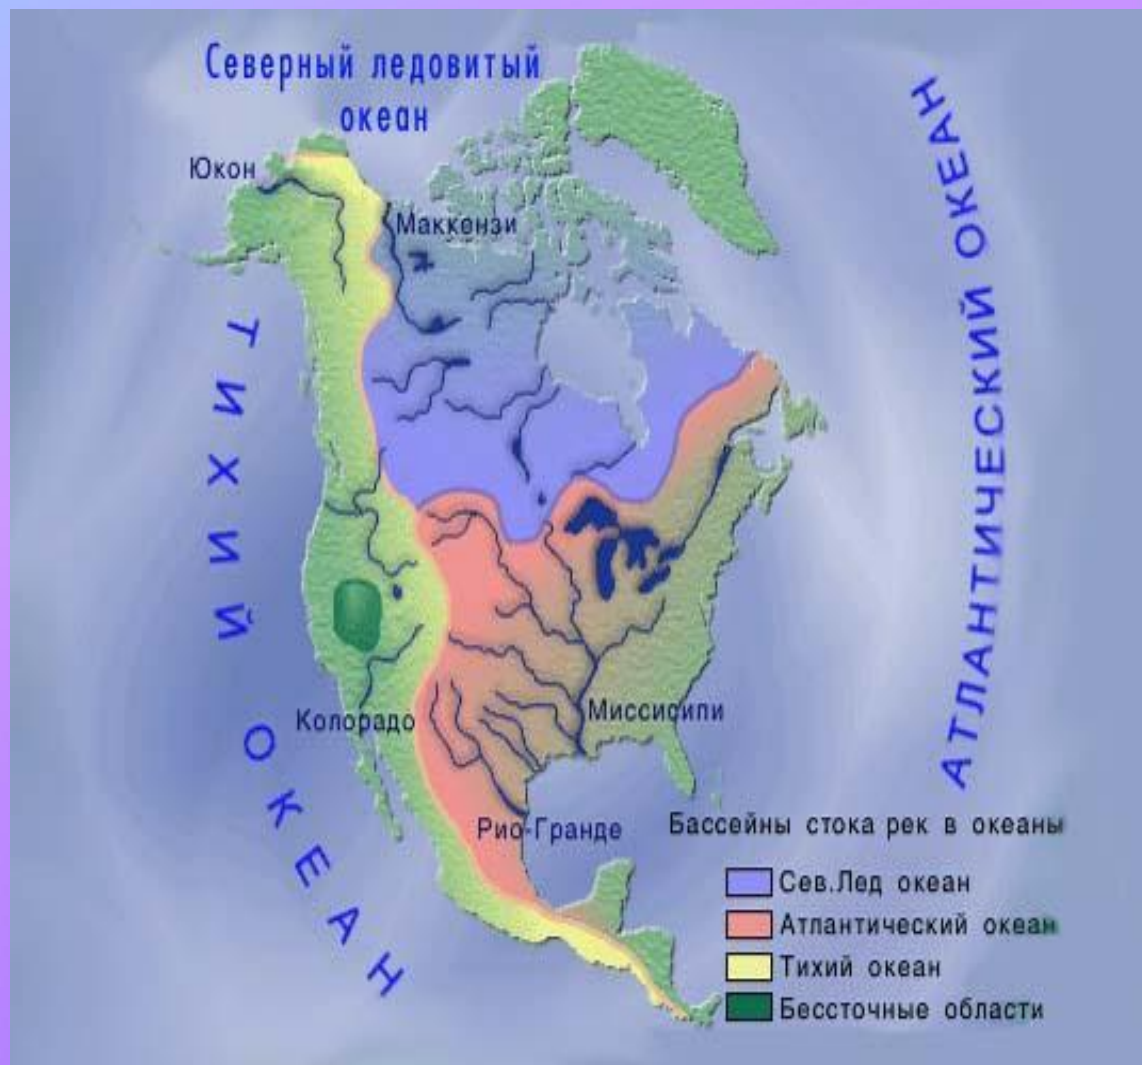 Северный ледовитый
океан
АТЛАНТИЧЕСКИЙ ОКЕАН
Юкон
Маккензи
ТИХИЙ ОКЕАН
Колорадо
Миссисипи
Рио-Гранде
Бассейны стока рек в океаны
Сев.Лед океан
Атлантический океан
Тихий океан
Бессточные области